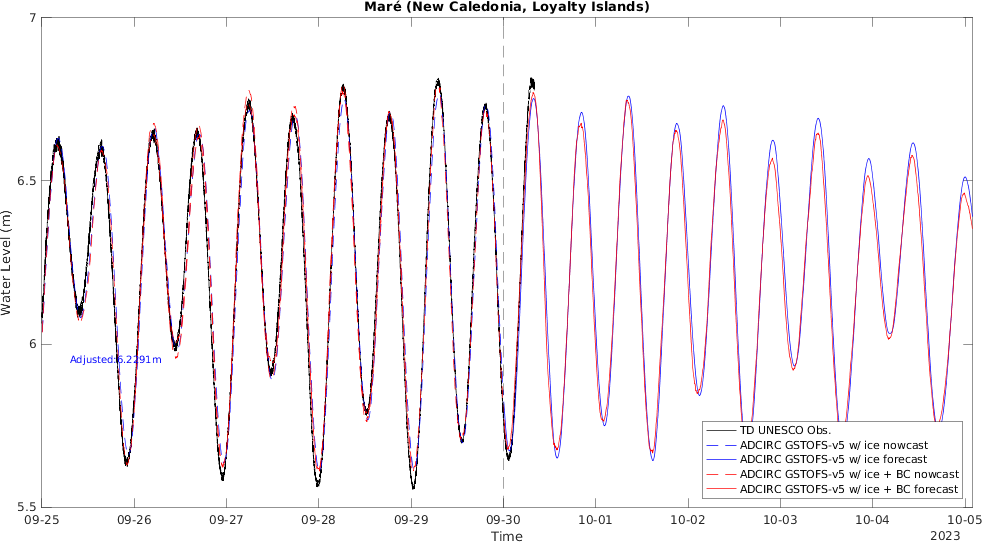 Maré (New Caledonia, Loyalty Islands)
7
6.5
6
5.5
Water Level (m)
Adjusted:6.2291m
TD UNESCO Obs.
ADCIRC GSTOFS-v5 w/ ice nowcast
ADCIRC GSTOFS-v5 w/ ice forecast
ADCIRC GSTOFS-v5 w/ ice + BC nowcast
ADCIRC GSTOFS-v5 w/ ice + BC forecast
09-25 09-26 09-27 09-28 09-29 09-30 10-01 10-02 10-03 10-04 10-05
Time
2023